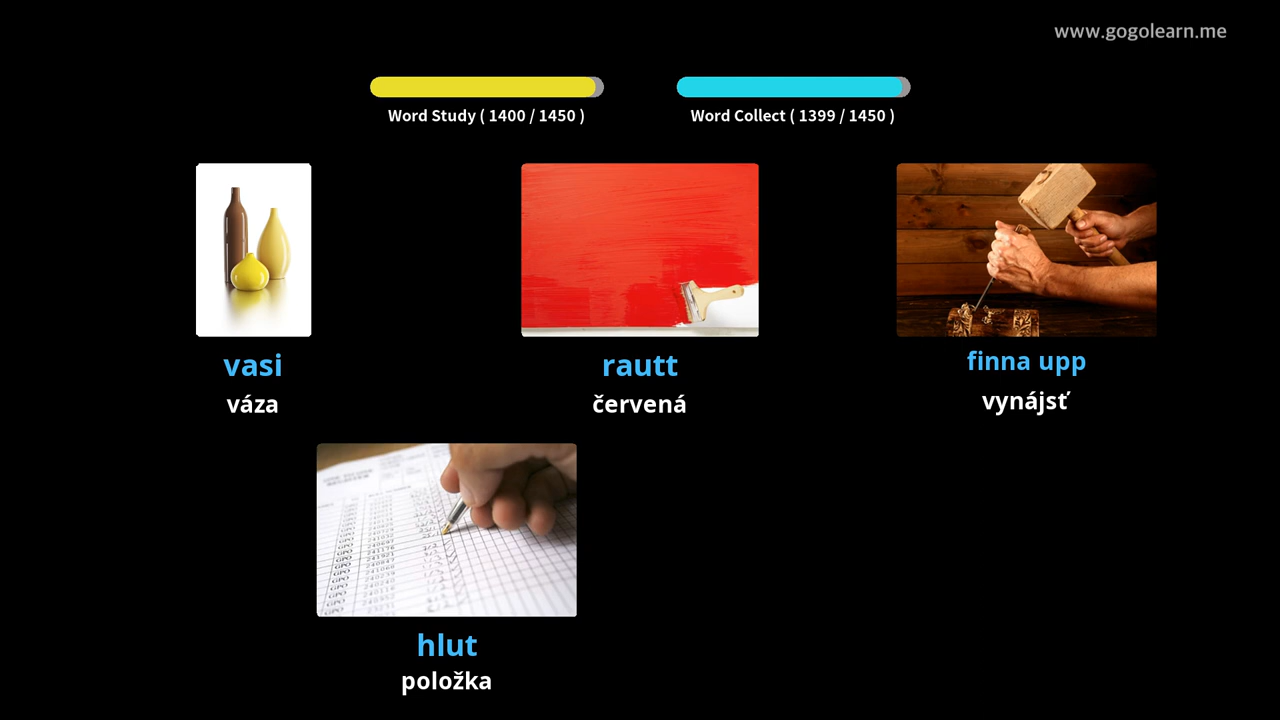 www.gogolearn.me
Word Study ( 1400 / 1450 )
Word Collect ( 1399 / 1450 )
vasi
váza
rautt
červená
finna upp
vynájsť
hlut
položka